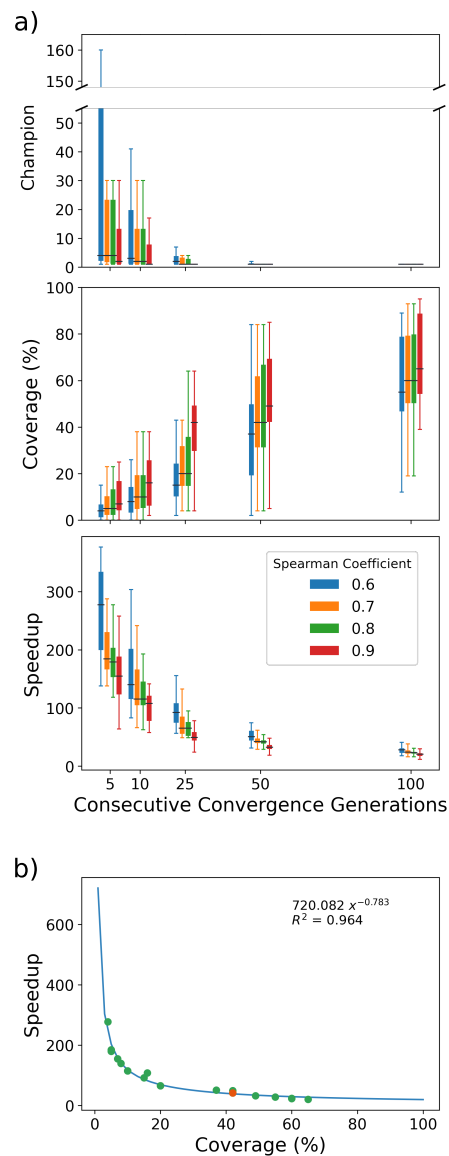 a)
160
150
50
40
30
20
10
0
Champion
100
80
60
40
20
0
Coverage (%)
300
200
100
0
Speedup
Spearman Coefficient
0.6
0.7
0.8
0.9
5 10 25 50 100
Consecutive Convergence Generations
b)
600
400
200
0
Speedup
720.082 x^{-0.783}
R² = 0.964
0 20 40 60 80 100
Coverage (%)